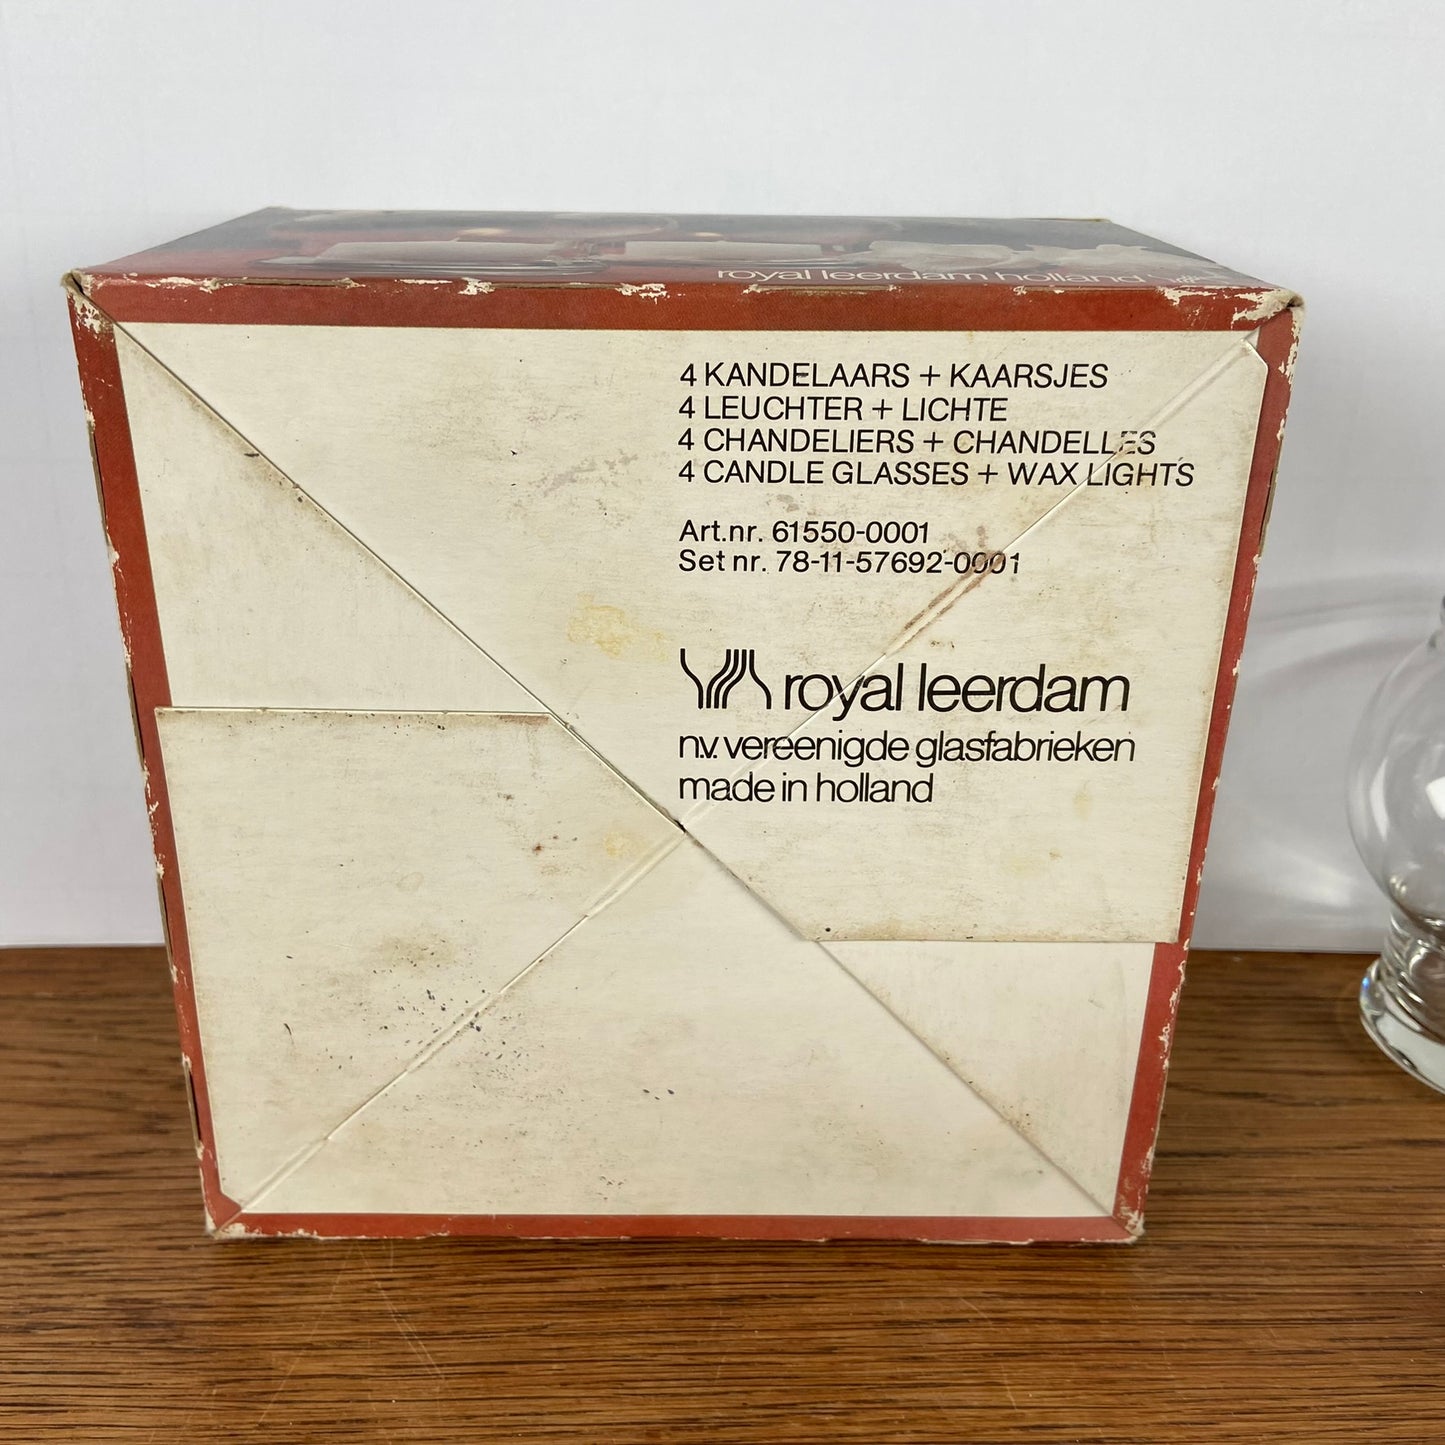 royal leerdam holland
4 KANDELAARS + KAARSJES
4 LEUCHTER + LICHTE
4 CHANDELIERS + CHANDELLES
4 CANDLE GLASSES + WAX LIGHTS
Art.nr. 61550-0001
Set nr. 78-11-57692-0001
royal leerdam
n.v. vereenigde glasfabrieken
made in holland